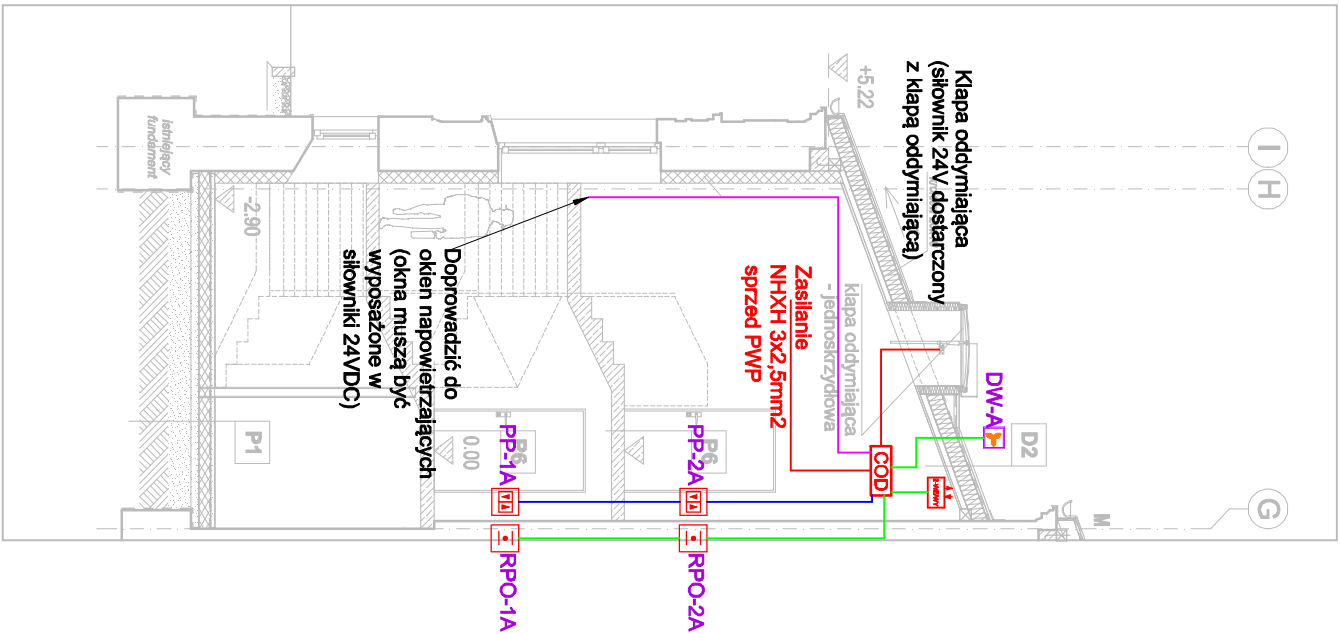 Klapa oddymiająca
(siłownik 24V dostarczony
z klapą oddymiającą)
+5.22
I
H
G
istniejący
fundament
-2.90
Doprowadzić do
okien napowietrzających
(okna muszą być
wyposażone w
siłowniki 24VDC)
Zasilanie
NHXH 3x2,5mm2
sprzed PWP
klapa oddymiająca
- jednoskrzydłowa
DW-A
D2
COD
M
P1
P6
P6
0.00
PP-1A
PP-2A
RPO-1A
RPO-2A